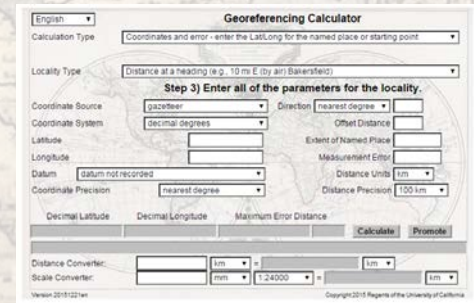 English
Georeferencing Calculator
Calculation Type
Coordinates and error - enter the Lat/Long for the named place or starting point
Locality Type
Distance at a heading (e.g., 10 mi E (by air) Bakersfield)
Step 3) Enter all of the parameters for the locality.
Coordinate Source gazetteer Direction nearest degree
Coordinate System decimal degrees Offset Distance
Latitude Extent of Named Place
Longitude Measurement Error
Datum datum not recorded Distance Units km
Coordinate Precision nearest degree Distance Precision 100 km
Decimal Latitude Decimal Longitude Maximum Error Distance
Calculate Promote
Distance Converter: km = km
Scale Converter: mm 1:24000 = km
Version 20151221en Copyright 2015 Regents of the University of California